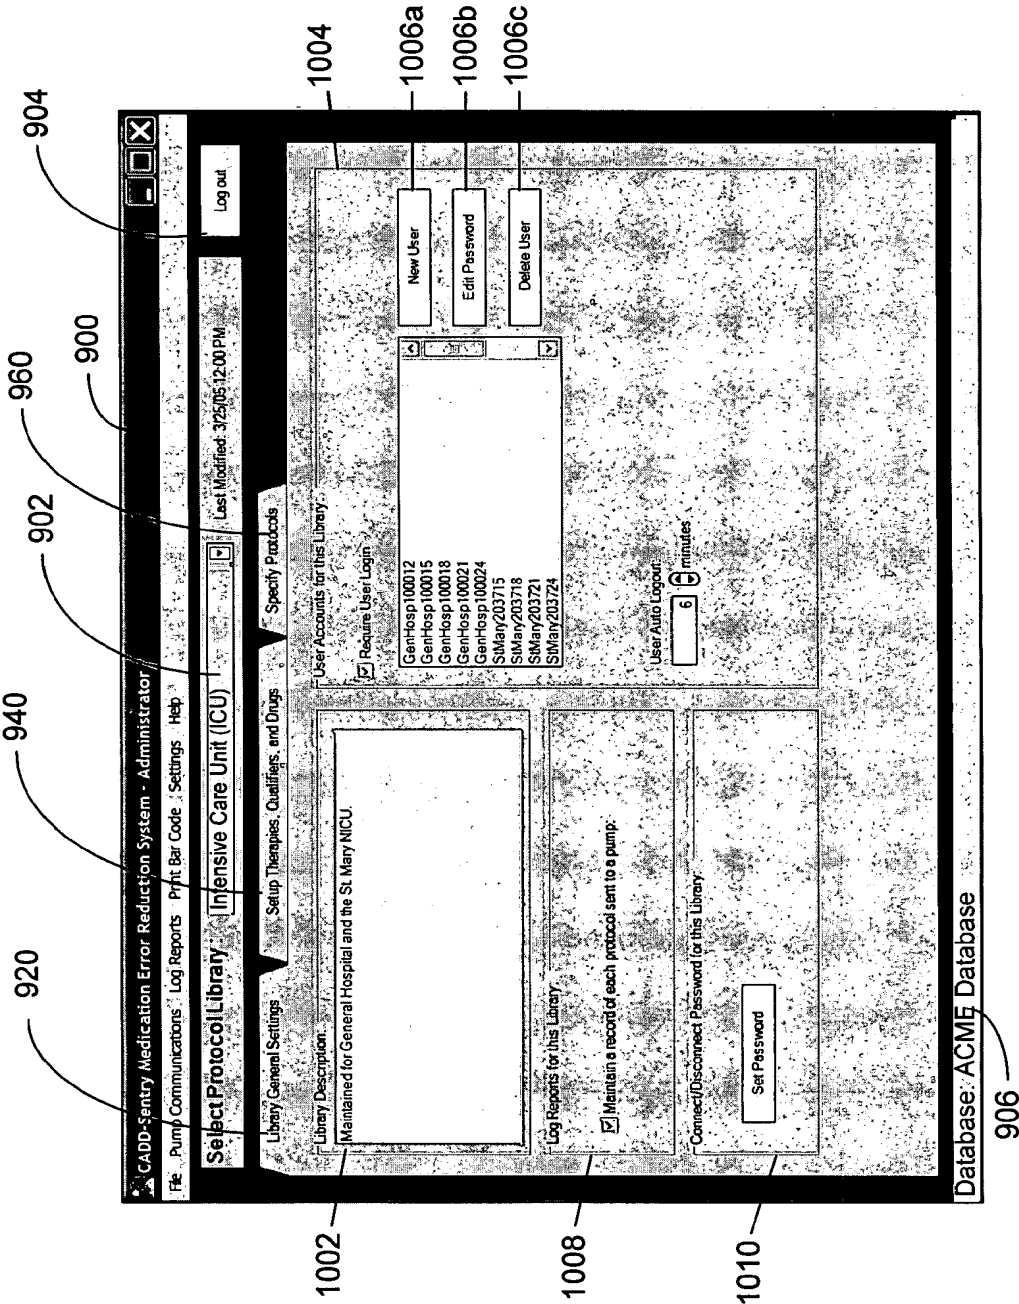 920
940
902
960
900
904
CADD-Sentry Medication Error Reduction System - Administrator
File Pump Communications Log Reports Print Bar Code Settings Help
Select Protocol Library: Intensive Care Unit (ICU) Last Modified: 3/25/05 12:00 PM Log out
Library General Settings Setup Therapies, Qualifiers, and Drugs Specify Protocols
Library Description
Maintained for General Hospital and the St. Mary NICU.
1002
Log Reports for this Library
Maintain a record of each protocol sent to a pump:
1008
Connect/Disconnect Password for this Library
Set Password
1010
User Accounts for this Library
1004
Require User Login
GenHosp100012
GenHosp100015
GenHosp100018
GenHosp100021
GenHosp100024
StMary203715
StMary203718
StMary203721
StMary203724
New User
1006a
Edit Password
1006b
Delete User
1006c
User Auto Logout:
6 minutes
Database: ACME Database
906